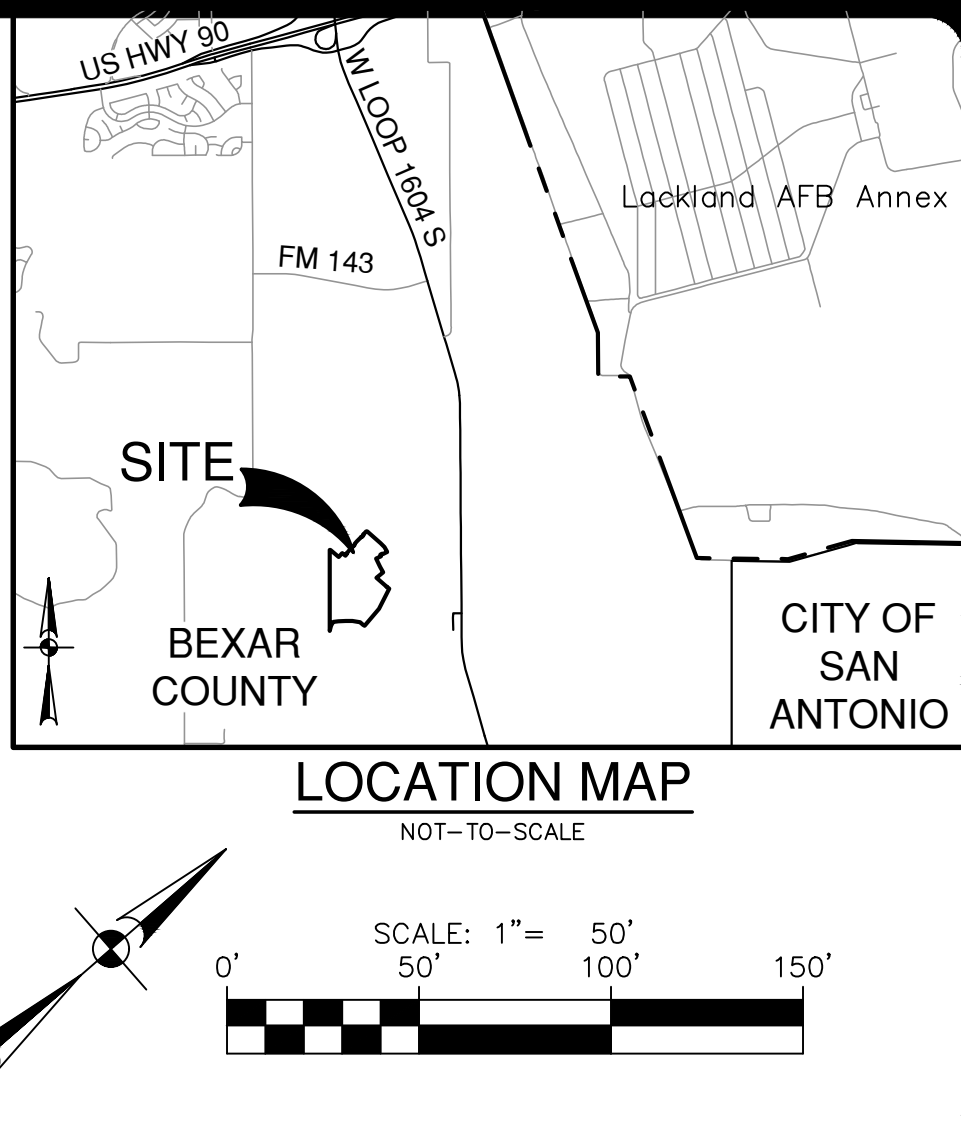 US HWY 90
W LOOP 1604 S
Lackland AFB Annex
FM 143
SITE
BEXAR
COUNTY
CITY OF
SAN
ANTONIO
LOCATION MAP
NOT-TO-SCALE
SCALE: 1"= 50'
0' 50' 100' 150'